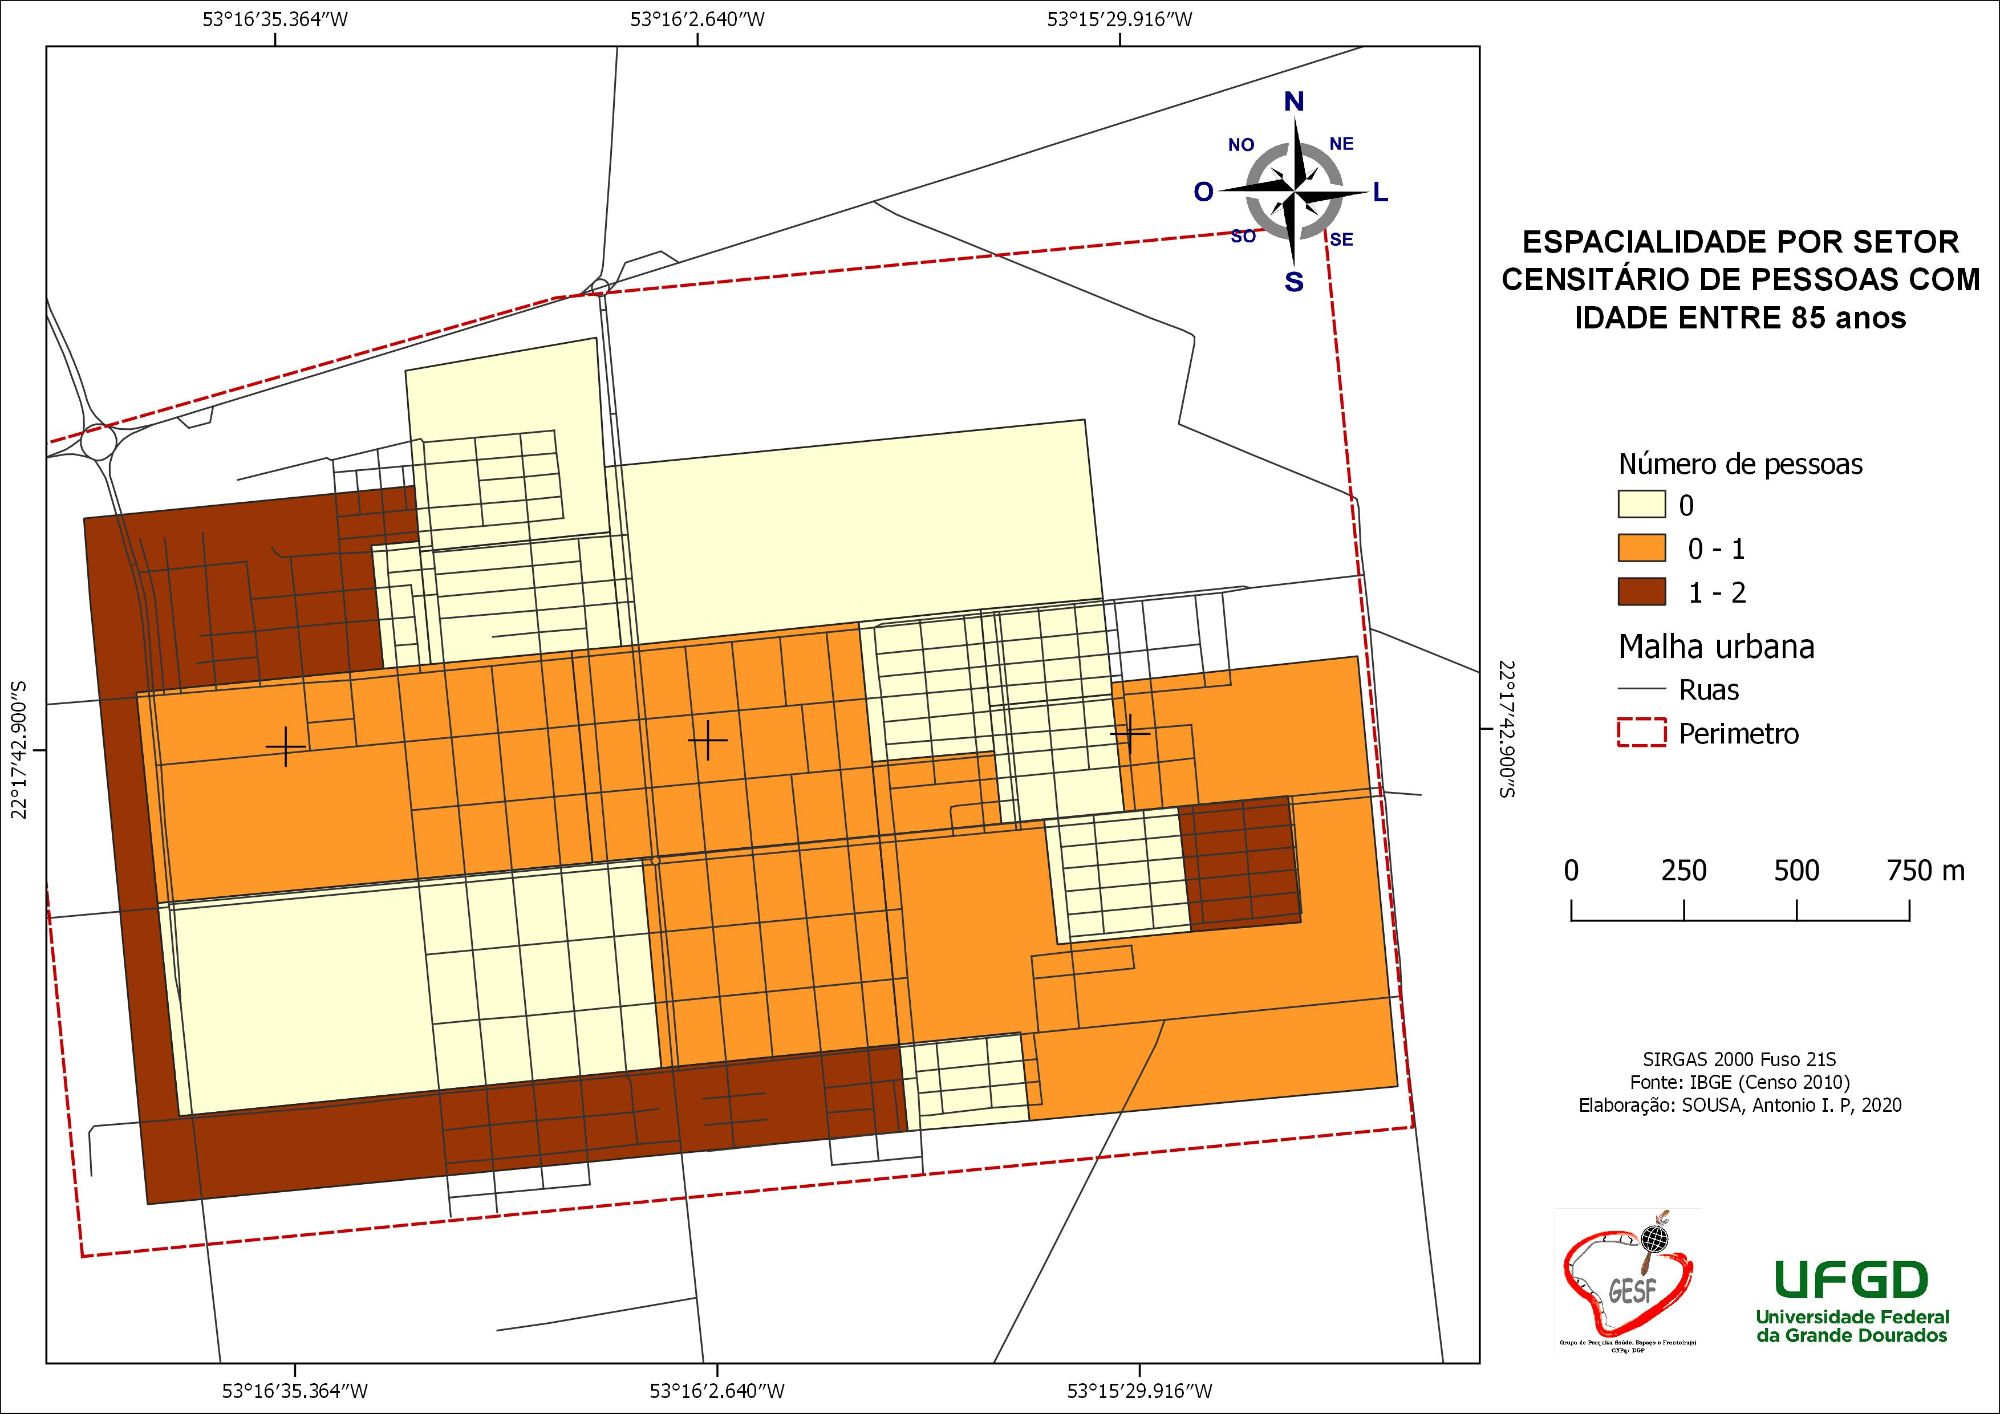 53°16'35.364"W
53°16'2.640"W
53°15'29.916"W
N
NO
NE
O
L
SO
SE
S
ESPACIALIDADE POR SETOR
CENSITÁRIO DE PESSOAS COM
IDADE ENTRE 85 anos
Número de pessoas
0
0 - 1
1 - 2
Malha urbana
Ruas
Perimetro
22°17'42.900"S
22°17'42.900"S
0 250 500 750 m
SIRGAS 2000 Fuso 21S
Fonte: IBGE (Censo 2010)
Elaboração: SOUSA, Antonio I. P, 2020
GESF
Grupo de Pesquisa Saúde, Espaço e Fronteira(s)
CNPq/ DGP
UFGD
Universidade Federal
da Grande Dourados
53°16'35.364"W
53°16'2.640"W
53°15'29.916"W